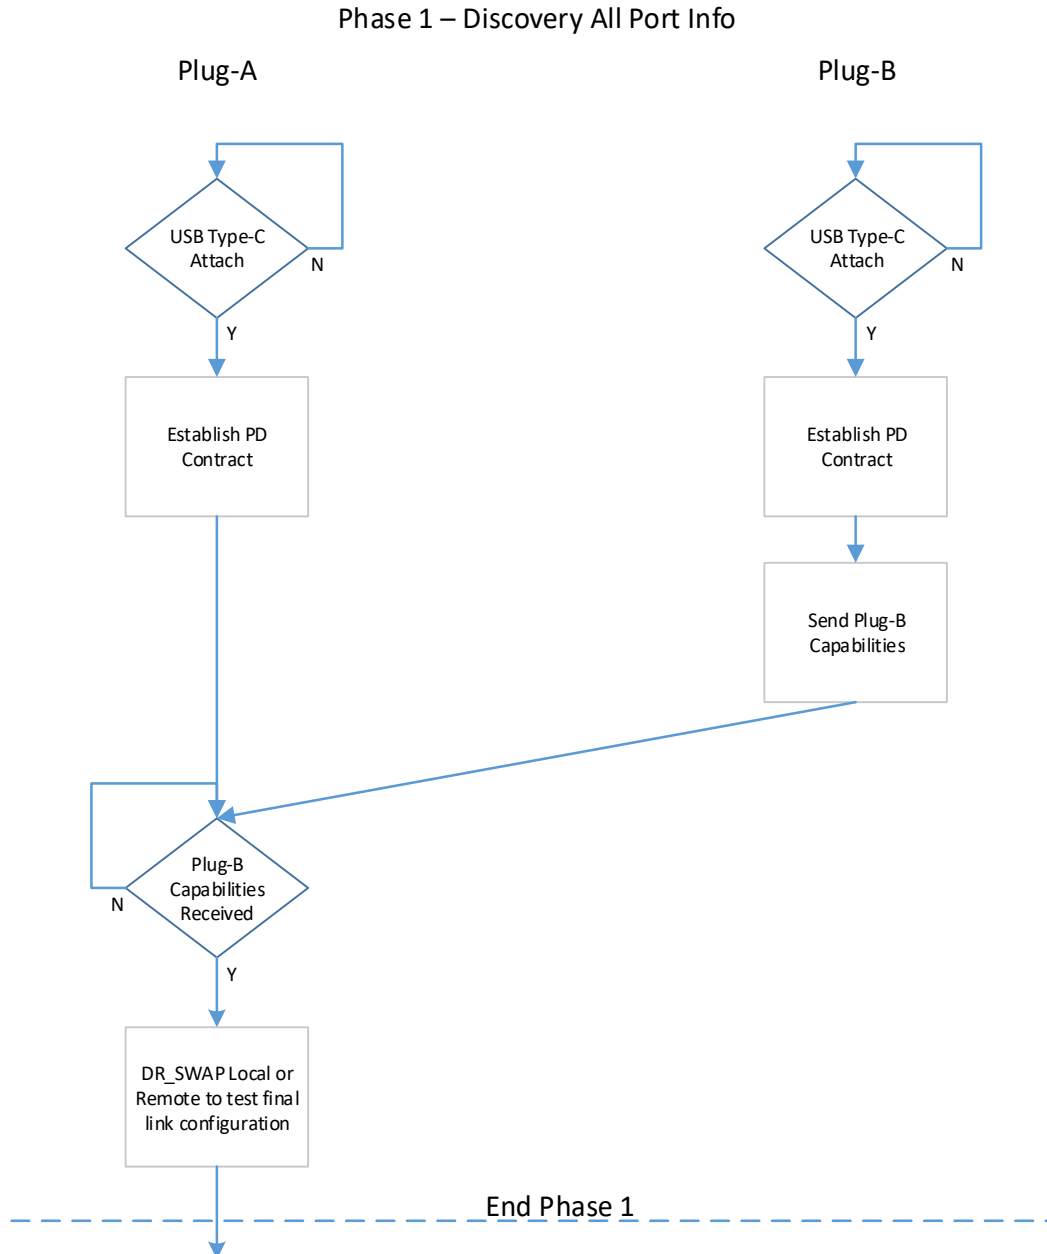 Phase 1 – Discovery All Port Info
Plug-A
Plug-B
USB Type-C
Attach
N
Y
USB Type-C
Attach
N
Y
Establish PD
Contract
Establish PD
Contract
Send Plug-B
Capabilities
Plug-B
Capabilities
Received
N
Y
DR_SWAP Local or
Remote to test final
link configuration
End Phase 1